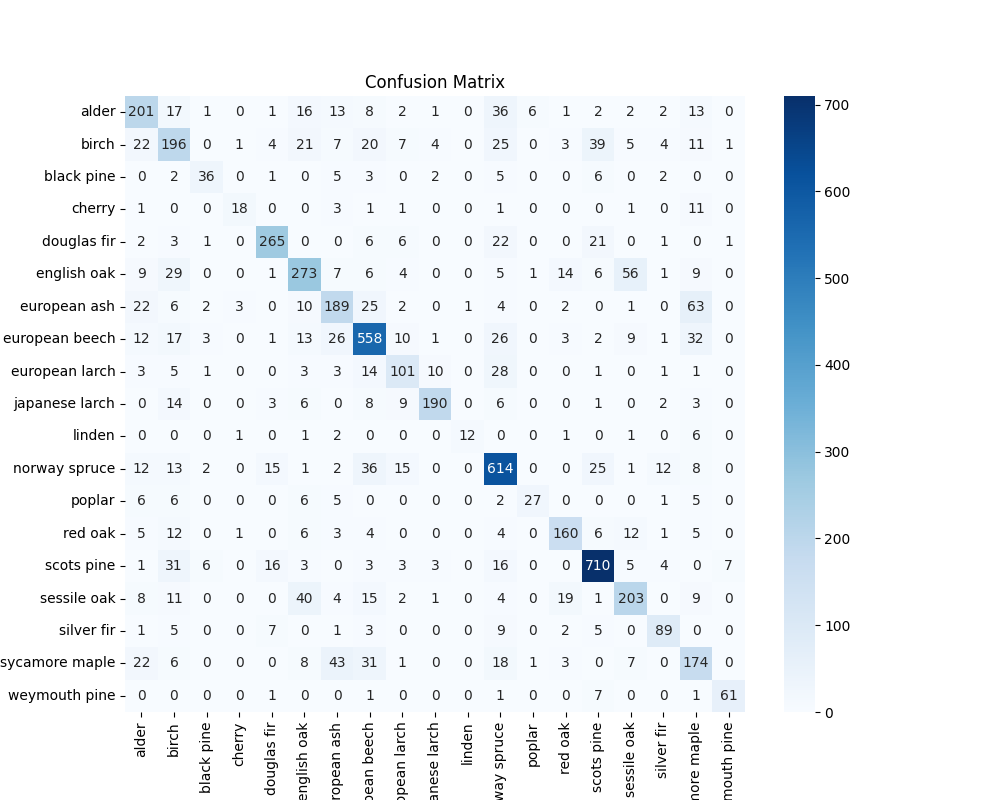 Confusion Matrix
alder 201 17 1 0 1 16 13 8 2 1 0 36 6 1 2 2 2 13 0
birch 22 196 0 1 4 21 7 20 7 4 0 25 0 3 39 5 4 11 1
black pine 0 2 36 0 1 0 5 3 0 2 0 5 0 0 6 0 2 0 0
cherry 1 0 0 18 0 0 3 1 1 0 0 1 0 0 0 1 0 11 0
douglas fir 2 3 1 0 265 0 0 6 6 0 0 22 0 0 21 0 1 0 1
english oak 9 29 0 0 1 273 7 6 4 0 0 5 1 14 6 56 1 9 0
european ash 22 6 2 3 0 10 189 25 2 0 1 4 0 2 0 1 0 63 0
european beech 12 17 3 0 1 13 26 558 10 1 0 26 0 3 2 9 1 32 0
european larch 3 5 1 0 0 3 3 14 101 10 0 28 0 0 1 0 1 1 0
japanese larch 0 14 0 0 3 6 0 8 9 190 0 6 0 0 1 0 2 3 0
linden 0 0 0 1 0 1 2 0 0 0 12 0 0 1 0 1 0 6 0
norway spruce 12 13 2 0 15 1 2 36 15 0 0 614 0 0 25 1 12 8 0
poplar 6 6 0 0 0 6 5 0 0 0 0 2 27 0 0 0 1 5 0
red oak 5 12 0 1 0 6 3 4 0 0 0 4 0 160 6 12 1 5 0
scots pine 1 31 6 0 16 3 0 3 3 3 0 16 0 0 710 5 4 0 7
sessile oak 8 11 0 0 0 40 4 15 2 1 0 4 0 19 1 203 0 9 0
silver fir 1 5 0 0 7 0 1 3 0 0 0 9 0 2 5 0 89 0 0
sycamore maple 22 6 0 0 0 8 43 31 1 0 0 18 1 3 0 7 0 174 0
weymouth pine 0 0 0 0 1 0 0 1 0 0 0 1 0 0 7 0 0 1 61
alder
birch
black pine
cherry
douglas fir
english oak
ropean ash
pean beech
opean larch
anese larch
linden
way spruce
poplar
red oak
scots pine
sessile oak
silver fir
more maple
mouth pine
700
600
500
400
300
200
100
0